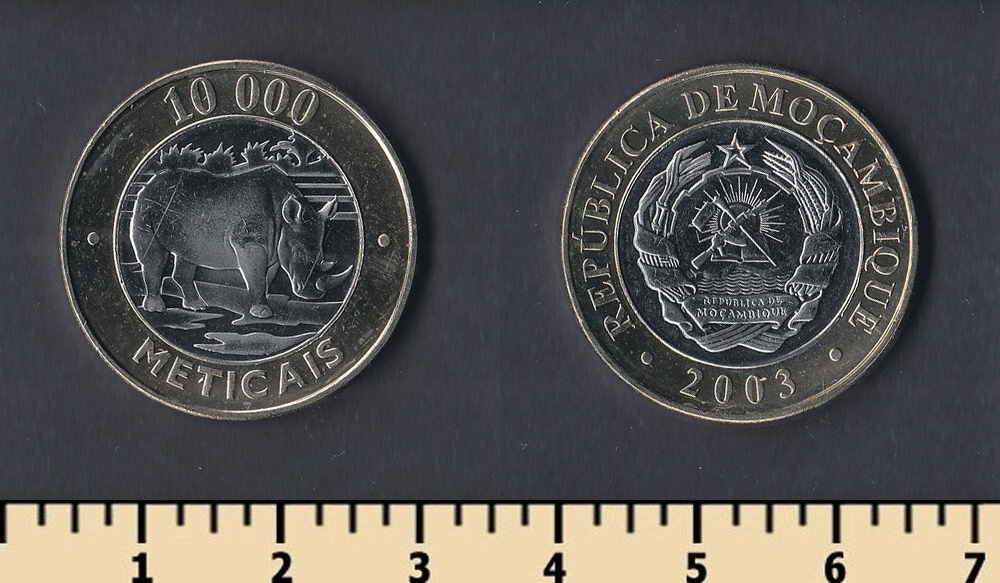 10 000
METICAIS
REPÚBLICA DE MOÇAMBIQUE
REPÚBLICA DE
MOÇAMBIQUE
2003
1 2 3 4 5 6 7